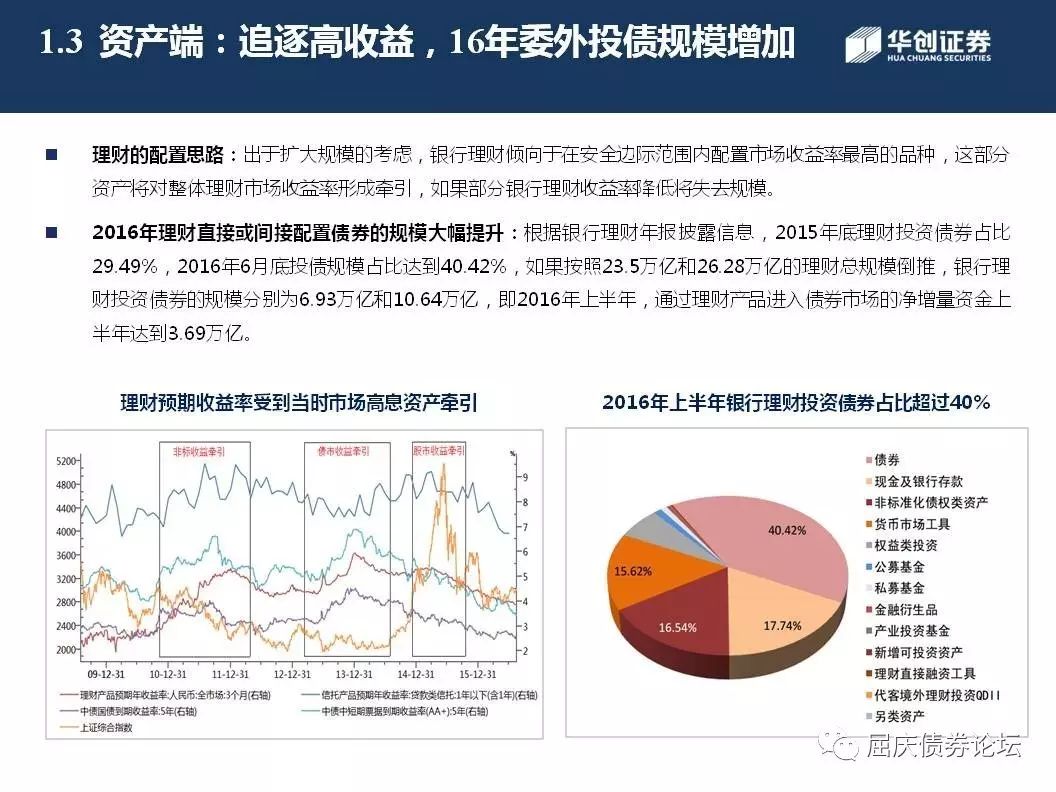 1.3 资产端：追逐高收益，16年委外投债规模增加
华创证券
HUA CHUANG SECURITIES
■ 理财的配置思路：出于扩大规模的考虑，银行理财倾向于在安全边际范围内配置市场收益率最高的品种，这部分
资产将对整体理财市场收益率形成牵引，如果部分银行理财收益率降低将失去规模。
■ 2016年理财直接或间接配置债券的规模大幅提升：根据银行理财年报披露信息，2015年底理财投资债券占比
29.49%，2016年6月底投债规模占比达到40.42%，如果按照23.5万亿和26.28万亿的理财总规模倒推，银行理
财投资债券的规模分别为6.93万亿和10.64万亿，即2016年上半年，通过理财产品进入债券市场的净增量资金上
半年达到3.69万亿。
理财预期收益率受到当时市场高息资产牵引
非标收益牵引
债市收益牵引
股市收益牵引
%
5200
4800
4400
4000
3600
3200
2800
2400
2000
9
8
7
6
5
4
3
2
09-12-31
10-12-31
11-12-31
12-12-31
13-12-31
14-12-31
15-12-31
理财产品预期年收益率:人民币:全市场:3个月(右轴)
信托产品预期年收益率:贷款类信托:1年以下(含1年)(右轴)
中债国债到期收益率:5年(右轴)
中债中短期票据到期收益率(AA+):5年(右轴)
上证综合指数
2016年上半年银行理财投资债券占比超过40%
40.42%
17.74%
16.54%
15.62%
债券
现金及银行存款
非标准化债权类资产
货币市场工具
权益类投资
公募基金
私募基金
金融衍生品
产业投资基金
新增可投资资产
理财直接融资工具
代客境外理财投资QDII
另类资产
屈庆债券论坛